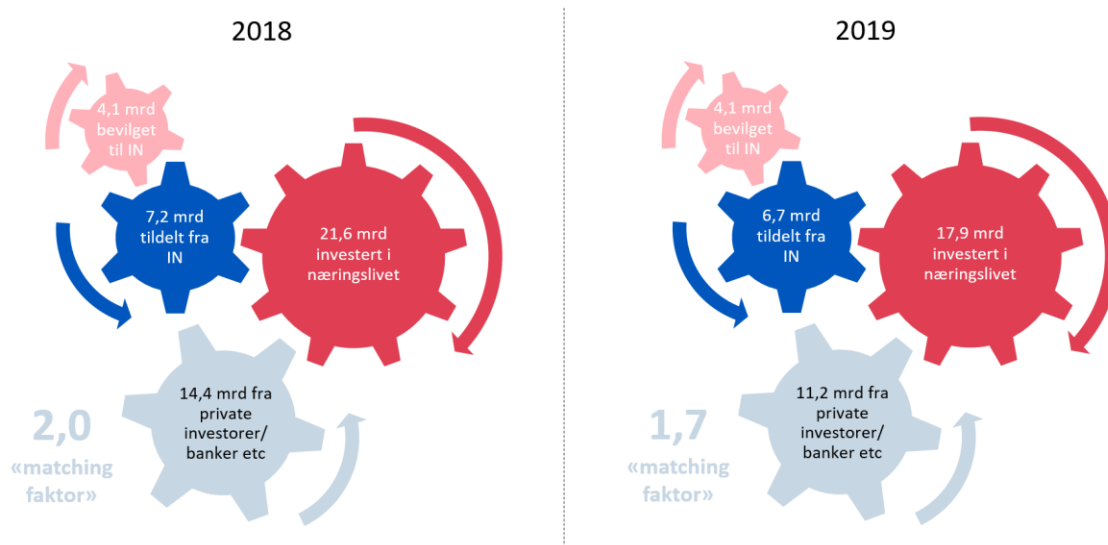 2018
4,1 mrd
bevilget
til IN
7,2 mrd
tildelt fra
IN
21,6 mrd
investert i
næringslivet
14,4 mrd fra
private
investorer/
banker etc
2,0
«matching
faktor»
2019
4,1 mrd
bevilget
til IN
6,7 mrd
tildelt fra
IN
17,9 mrd
investert i
næringslivet
11,2 mrd fra
private
investorer/
banker etc
1,7
«matching
faktor»